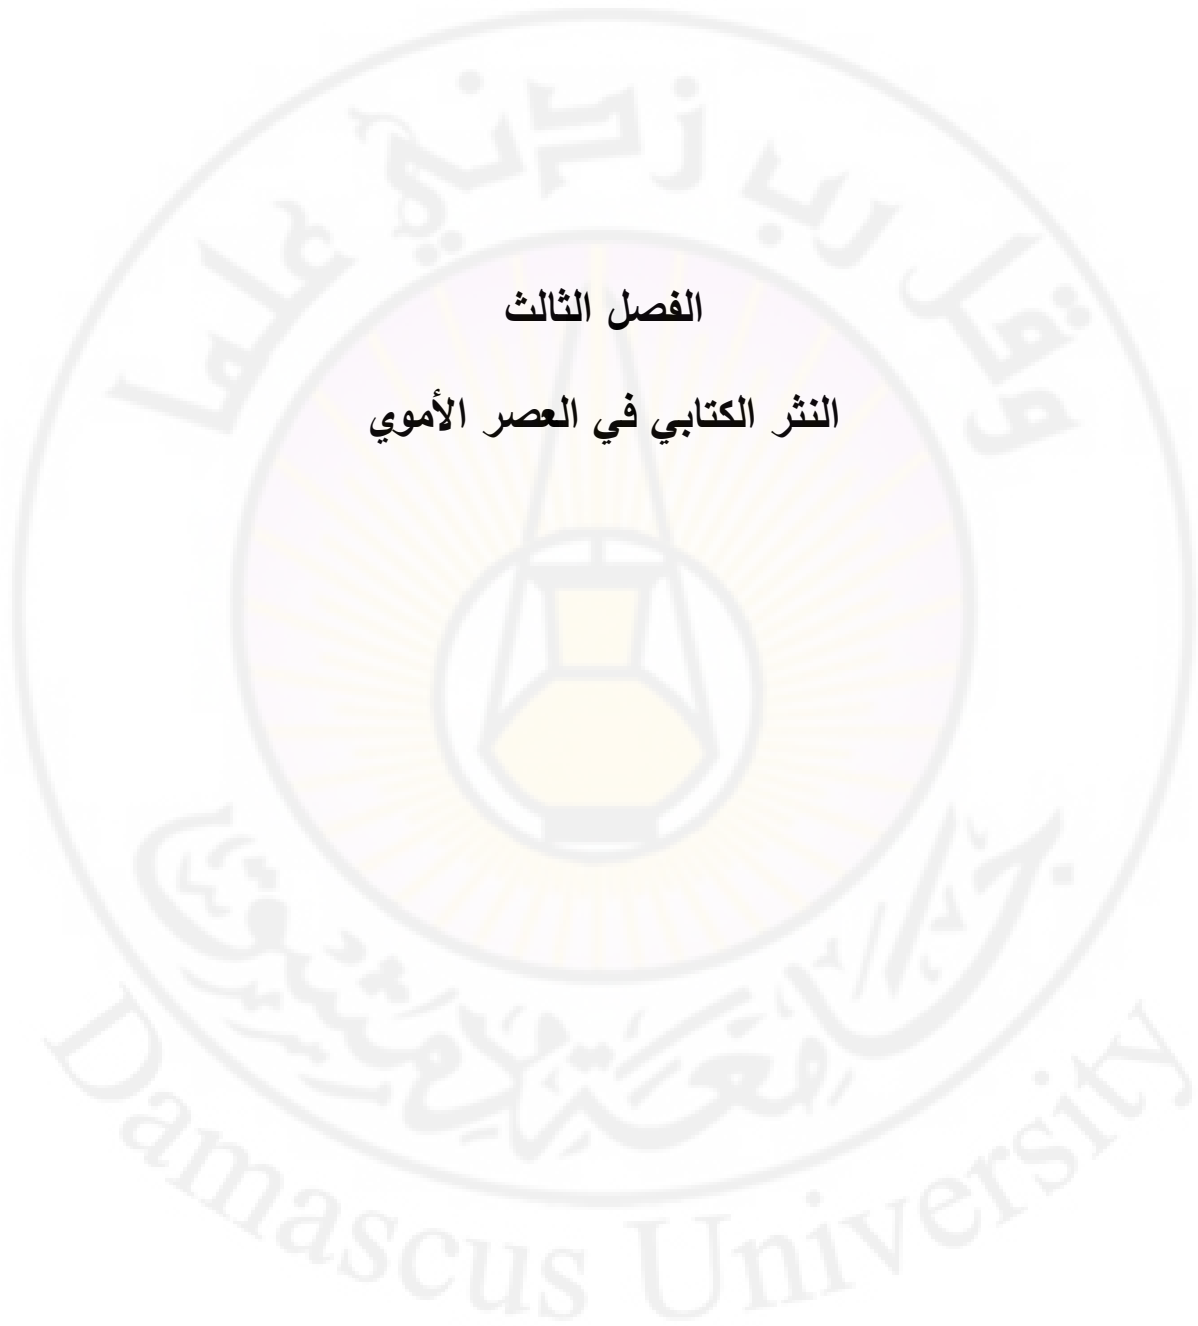 وقل رب زدني علما
الفصل الثالث
النثر الكتابي في العصر الأموي
جامعة دمشق
Damascus University